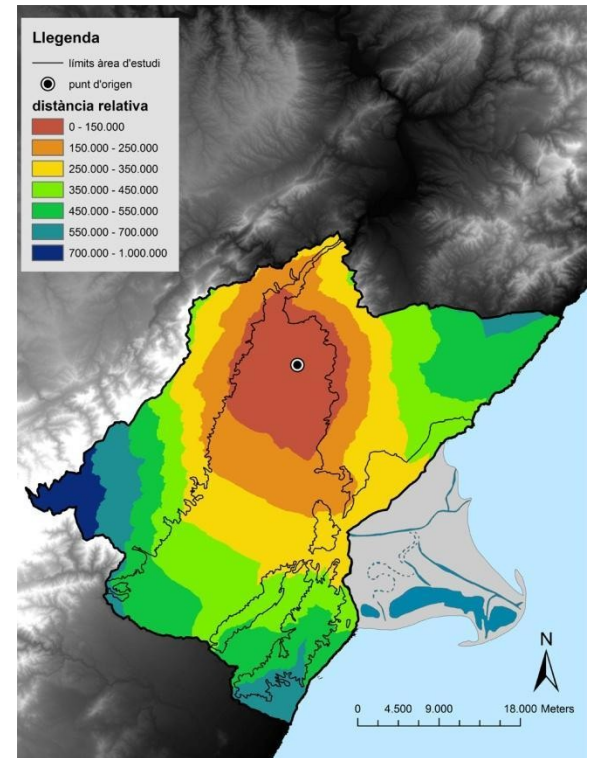 Llegenda
límits àrea d'estudi
punt d'origen
distància relativa
0 - 150.000
150.000 - 250.000
250.000 - 350.000
350.000 - 450.000
450.000 - 550.000
550.000 - 700.000
700.000 - 1.000.000
N
0 4.500 9.000 18.000 Meters